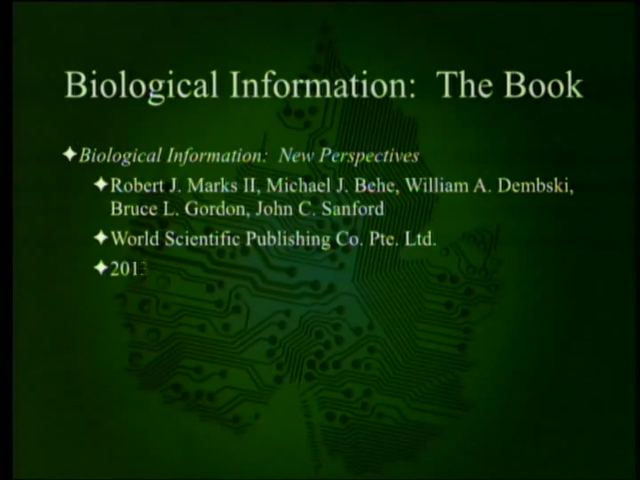 Biological Information: The Book
Biological Information: New Perspectives
Robert J. Marks II, Michael J. Behe, William A. Dembski,
Bruce L. Gordon, John C. Sanford
World Scientific Publishing Co. Pte. Ltd.
2013